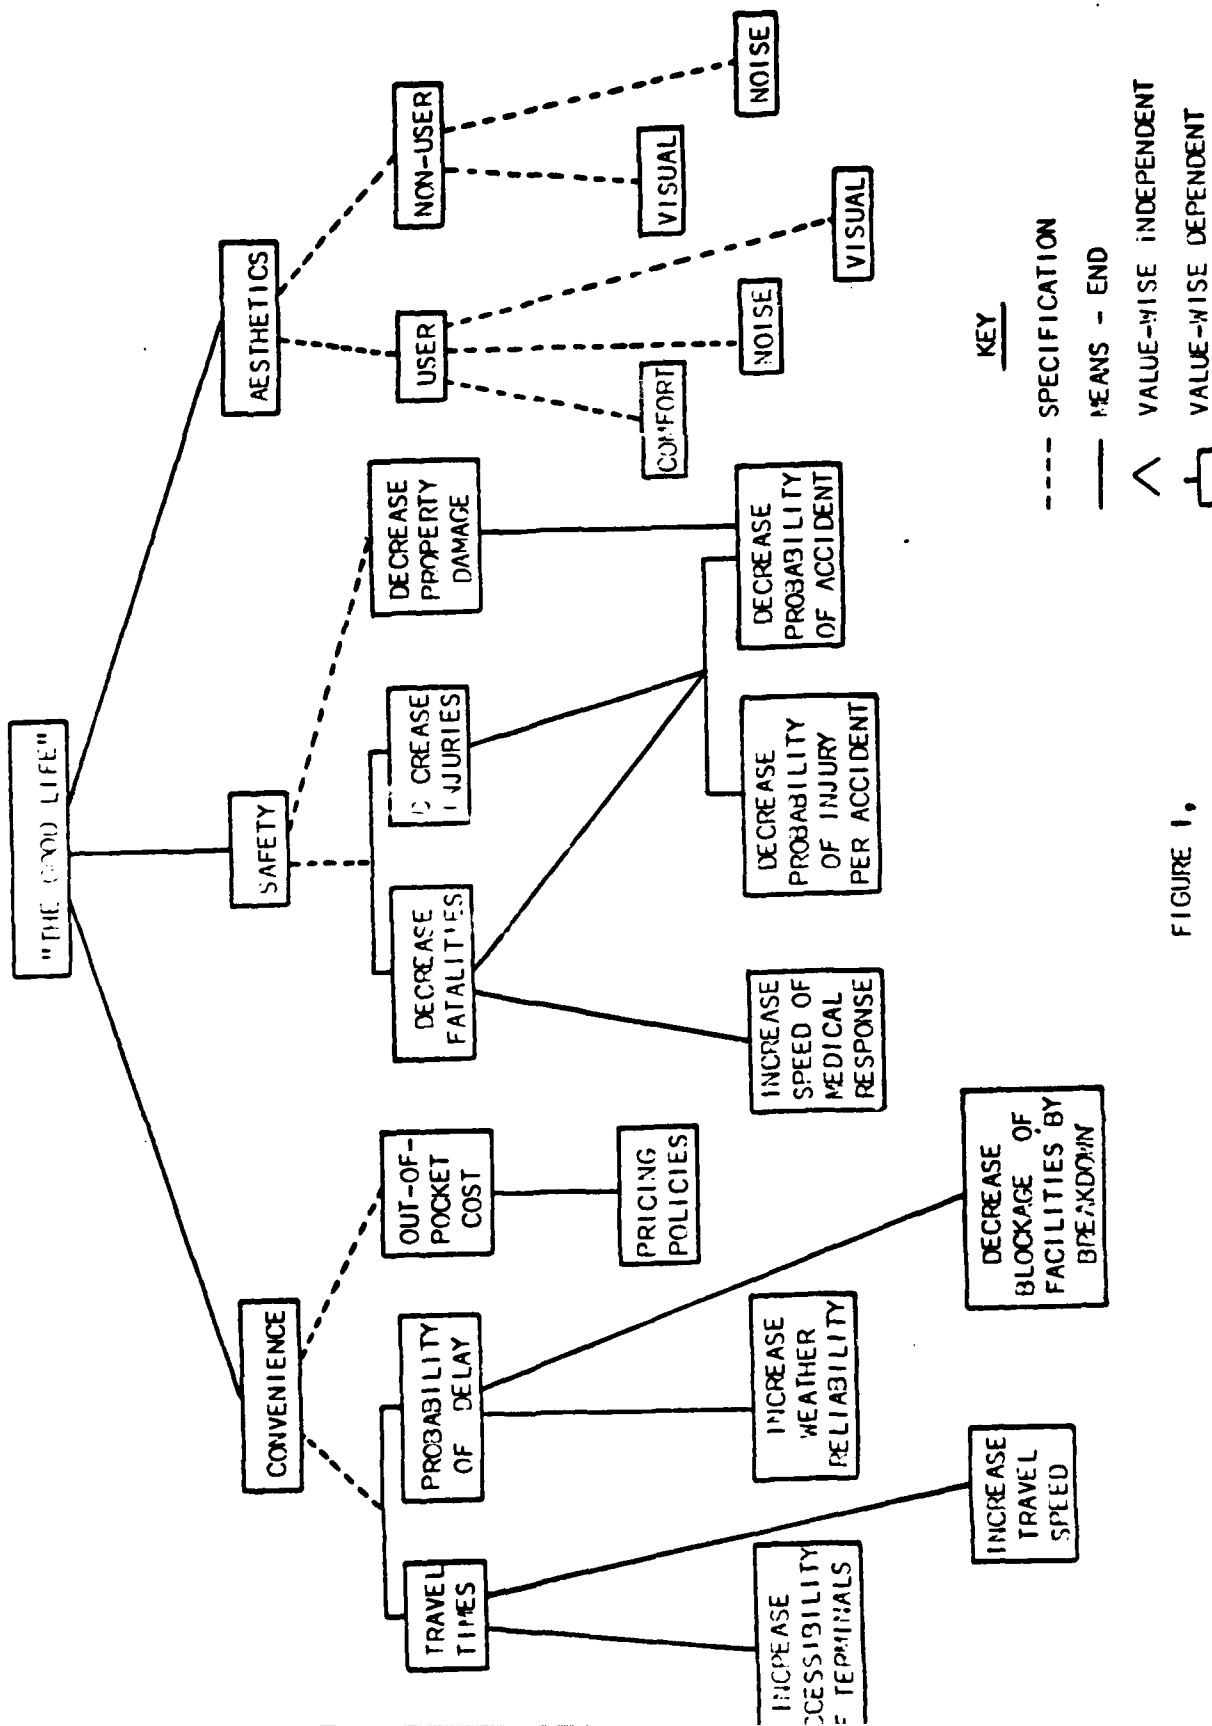 "THE GOOD LIFE"
CONVENIENCE
SAFETY
AESTHETICS
TRAVEL
TIMES
PROBABILITY
OF DELAY
OUT-OF-
POCKET
COST
DECREASE
FATALITIES
CREASE
INJURIES
DECREASE
PROPERTY
DAMAGE
USER
NON-USER
PRICING
POLICIES
COMFORT
VISUAL
INCREASE
CCESSIBILITY
F TERMINALS
INCREASE
WEATHER
RELIABILITY
INCREASE
SPEED OF
MEDICAL
RESPONSE
DECREASE
PROBABILITY
OF INJURY
PER ACCIDENT
DECREASE
PROBABILITY
OF ACCIDENT
NOISE
NOISE
VISUAL
INCREASE
TRAVEL
SPEED
DECREASE
BLOCKAGE OF
FACILITIES BY
BREAKDOWN
KEY
---- SPECIFICATION
—— MEANS - END
VALUE-WISE INDEPENDENT
VALUE-WISE DEPENDENT
FIGURE 1,